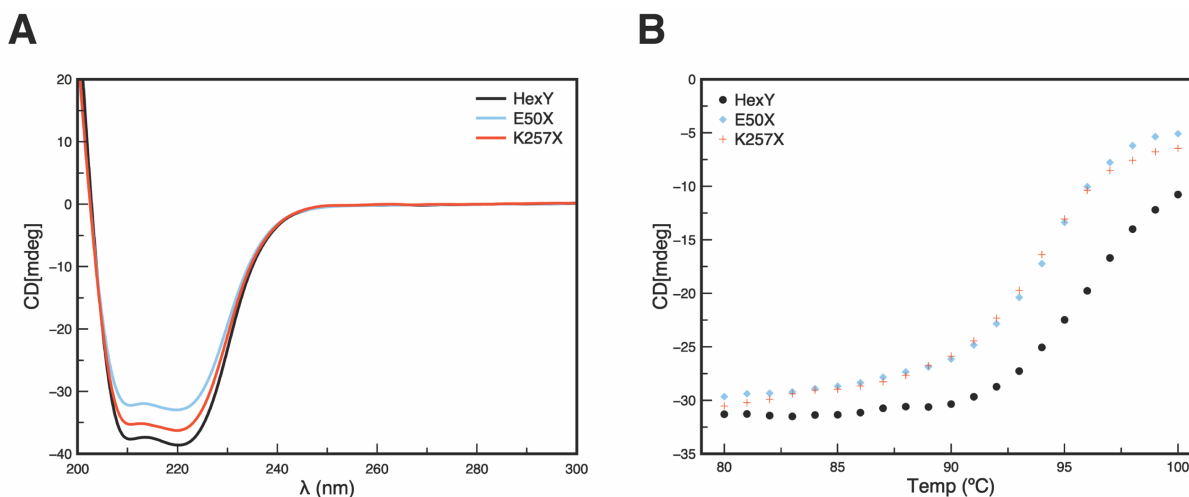 A
CD[mdeg]
20
10
0
−10
−20
−30
−40
HexY
E50X
K257X
200
220
240
260
280
300
λ (nm)
B
CD[mdeg]
0
−5
−10
−15
−20
−25
−30
−35
HexY
E50X
K257X
80
85
90
95
100
Temp (ºC)